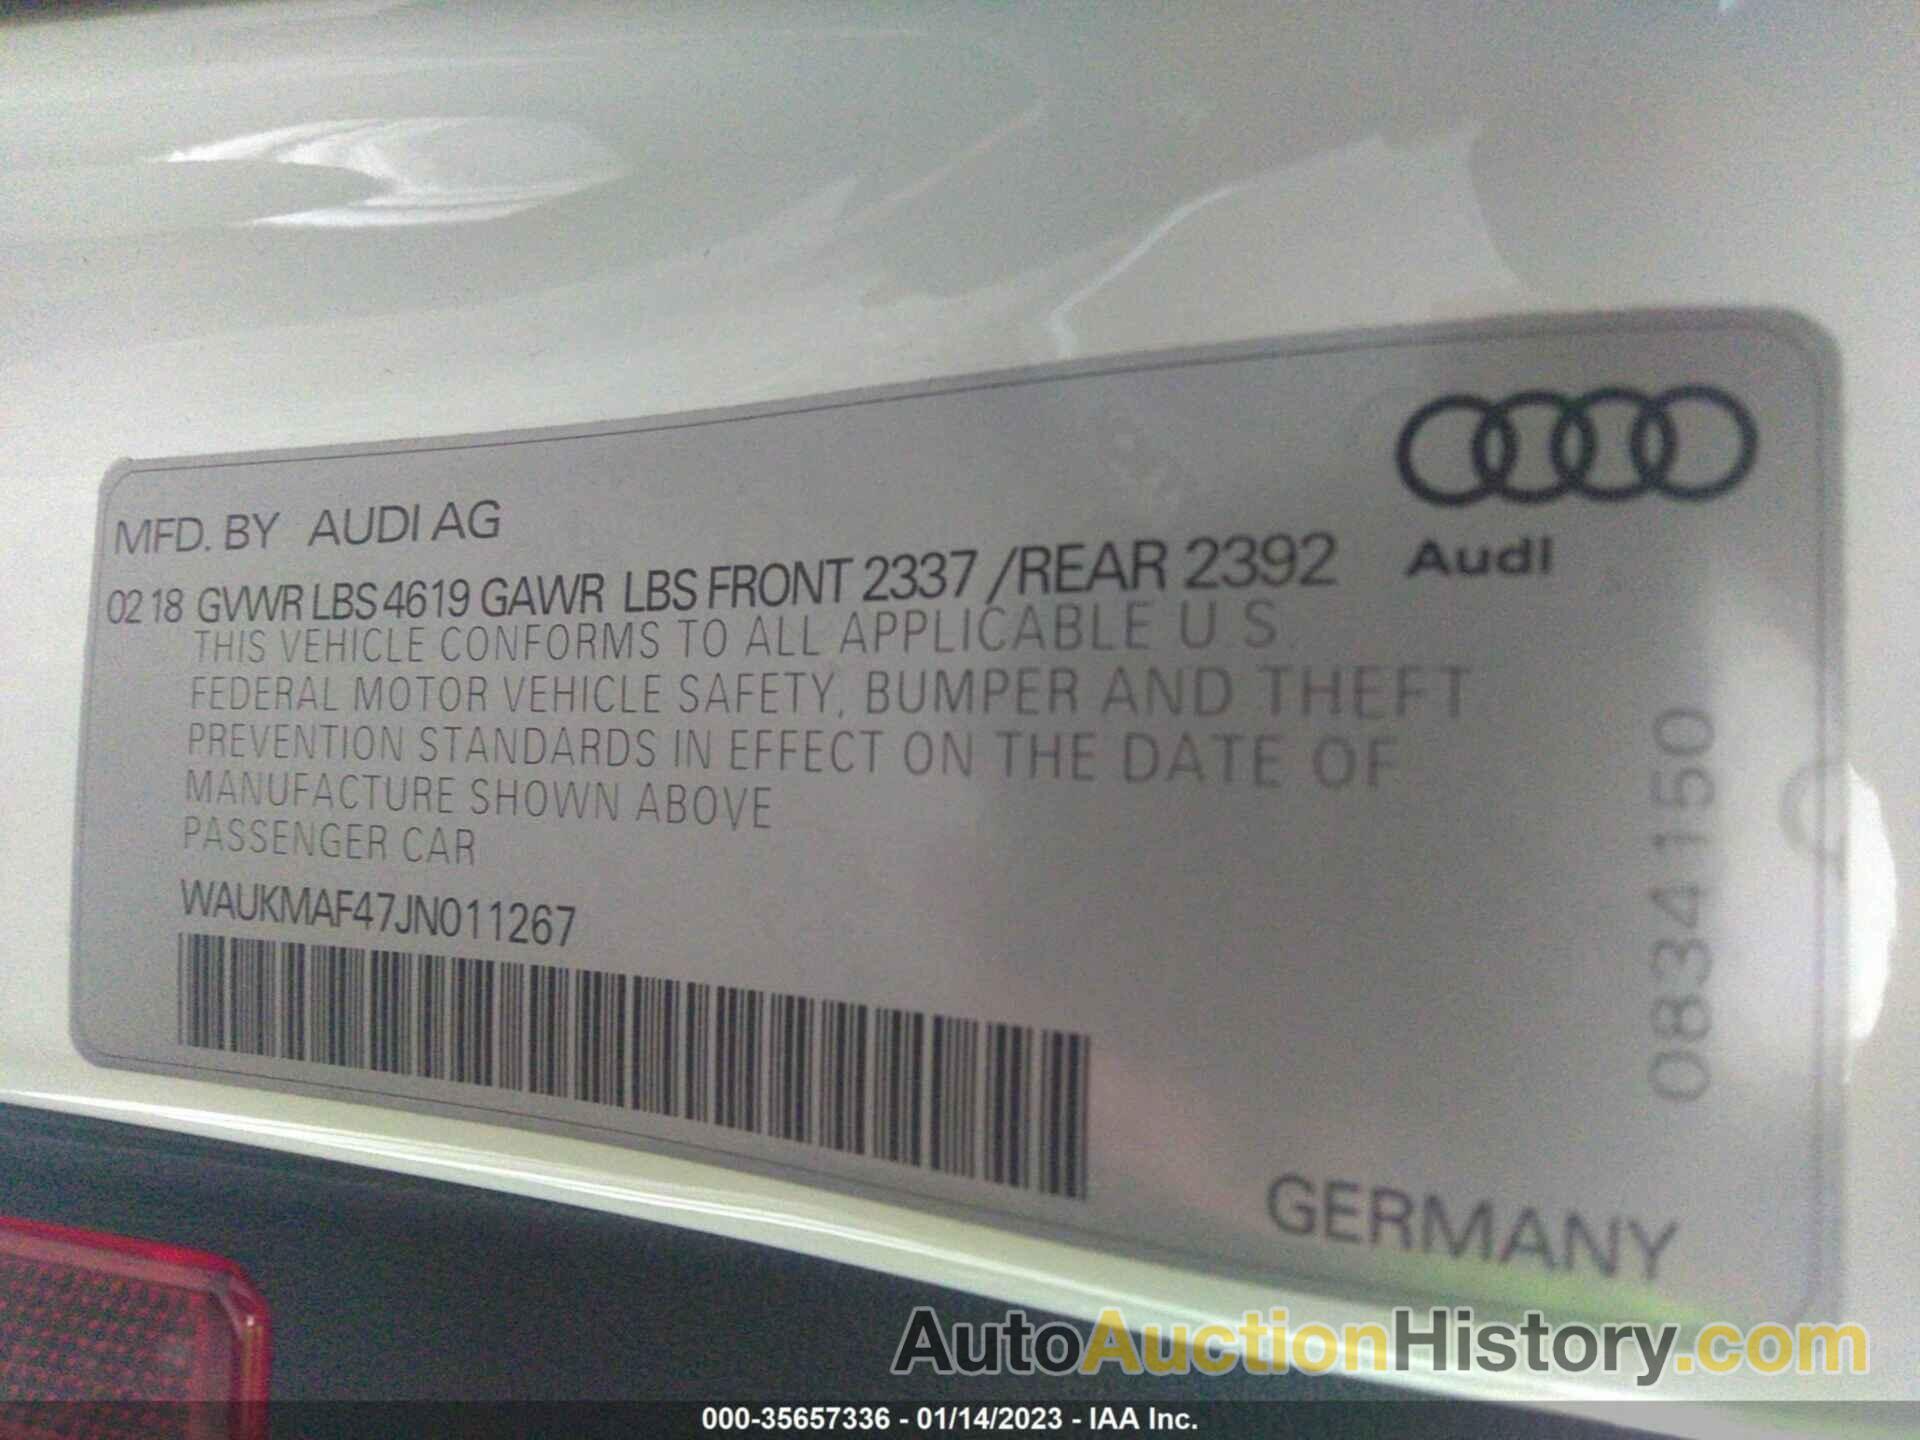 MFD. BY AUDI AG
02 18 GVWR LBS 4619 GAWR LBS FRONT 2337 /REAR 2392
Audi
THIS VEHICLE CONFORMS TO ALL APPLICABLE U.S.
FEDERAL MOTOR VEHICLE SAFETY, BUMPER AND THEFT
PREVENTION STANDARDS IN EFFECT ON THE DATE OF
MANUFACTURE SHOWN ABOVE
PASSENGER CAR
WAUKMAF47JN011267
08341150
GERMANY
AutoAuctionHistory.com
000-35657336 - 01/14/2023 - IAA Inc.